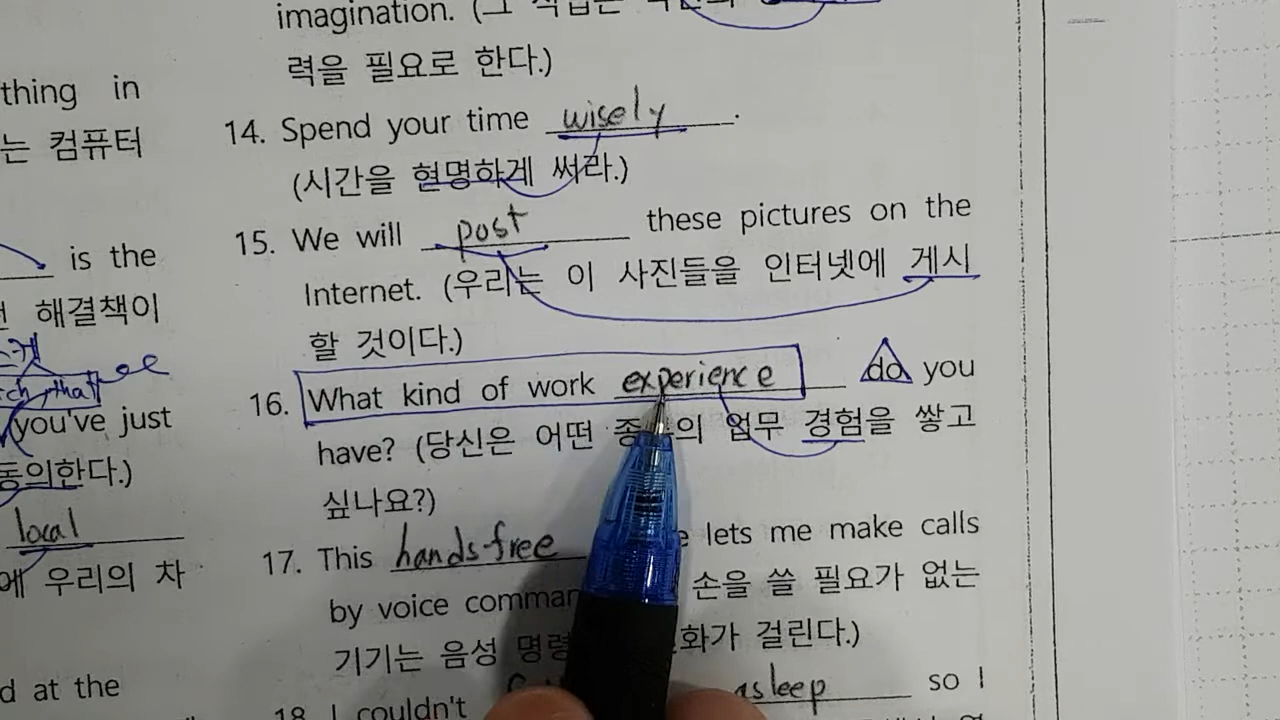 imagination. (그
력을 필요로 한다.)
thing in
는 컴퓨터
14. Spend your time wisely.
(시간을 현명하게 써라.)
is the
해결책이
15. We will post these pictures on the
Internet. (우리는 이 사진들을 인터넷에 게시
할 것이다.)
you've just
동의한다.)
local
에 우리의 차
16. What kind of work experience do you
have? (당신은 어떤 의 업무 경험을 쌓고
싶나요?)
17. This hands-free lets me make calls
by voice 손을 쓸 필요가 없는
기기는 음성 걸린다.)
d at the
18. I couldn't asleep so I